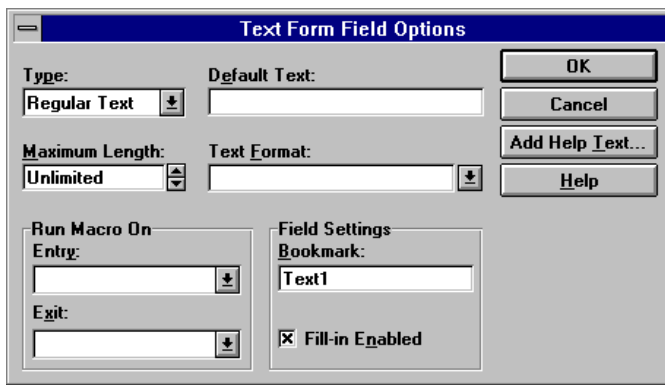 Text Form Field Options
Type:
Regular Text
Default Text:
Maximum Length:
Unlimited
Text Format:
OK
Cancel
Add Help Text...
Help
Run Macro On
Entry:
Exit:
Field Settings
Bookmark:
Text1
Fill-in Enabled